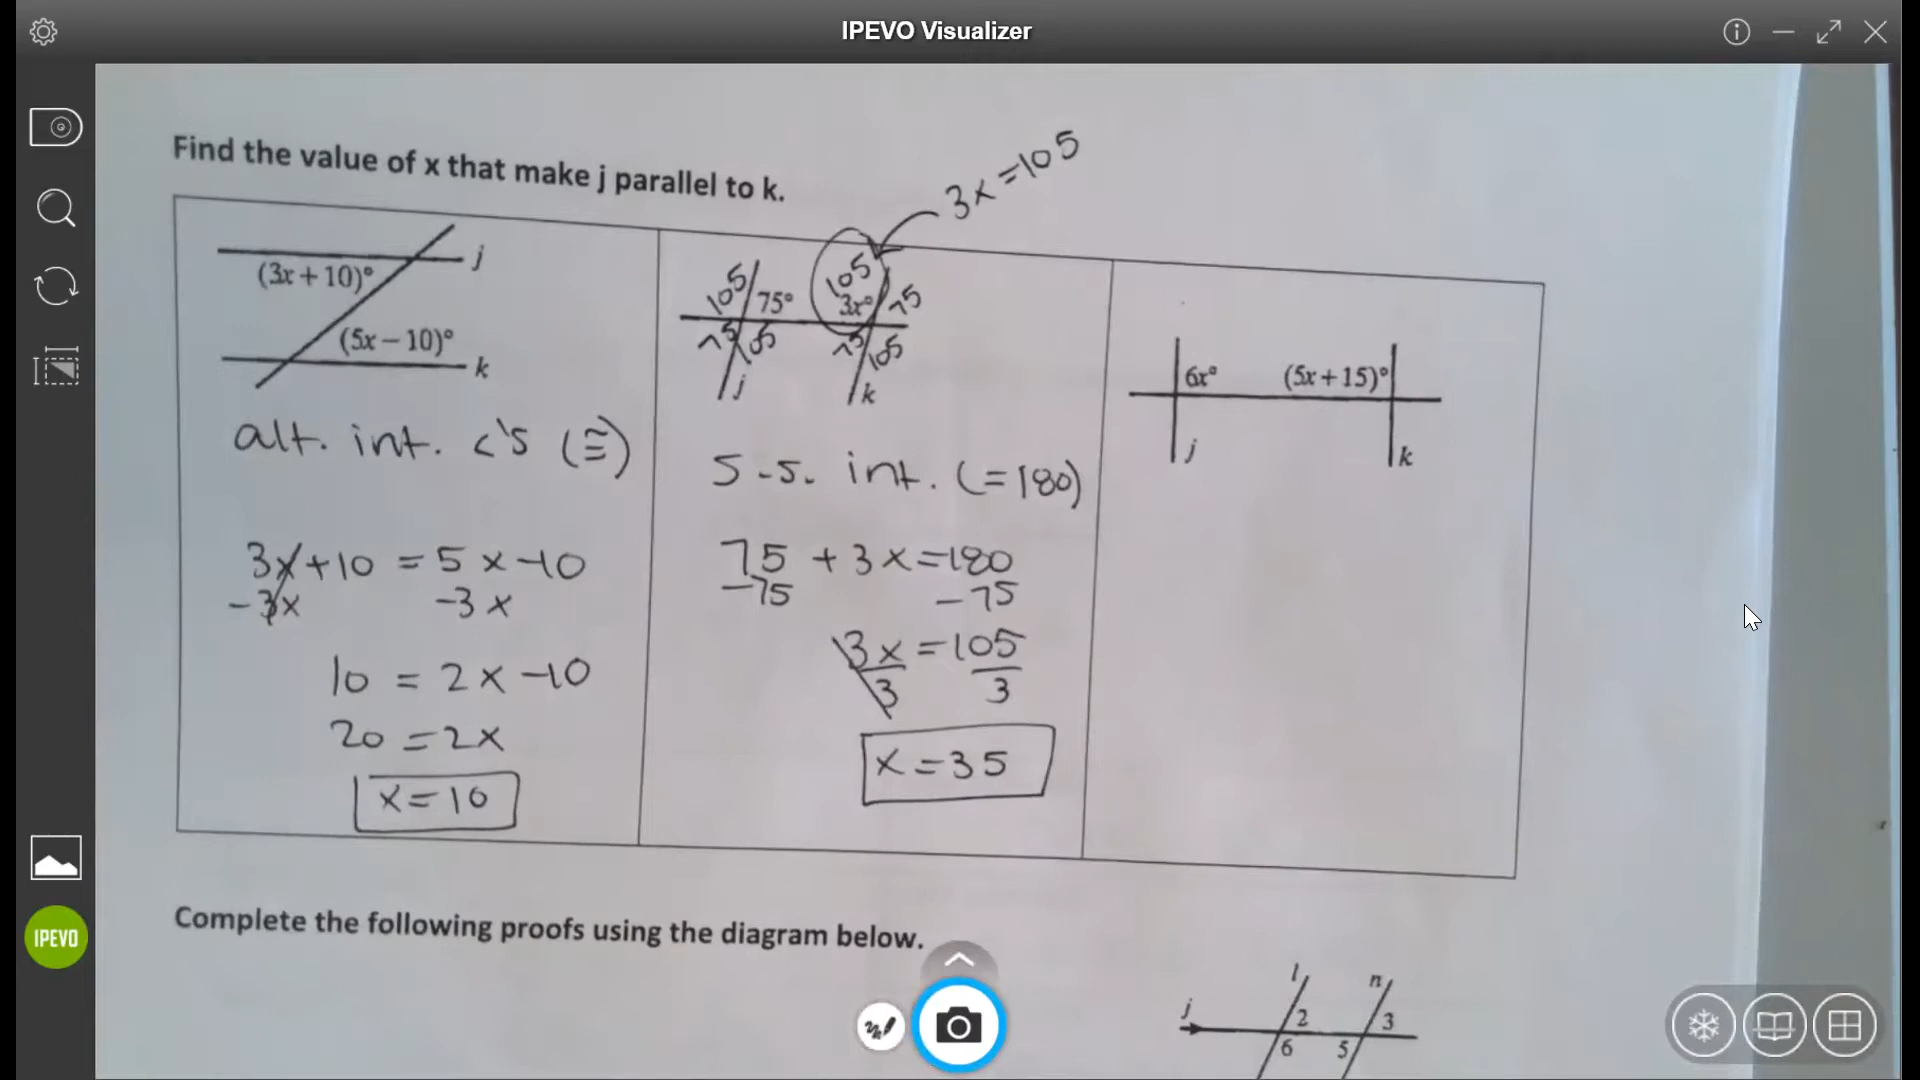 IPEVO Visualizer
Find the value of x that make j parallel to k.
3x = 105
j
(3x + 10)°
(5x − 10)°
k
alt. int. <'s (≅)
3x + 10 = 5x − 10
−3x −3x
10 = 2x − 10
20 = 2x
x = 10
105 75° 105 3x° 75
75 105 75 105
j k
S.-S. int. (=180)
75 + 3x = 180
−75 −75
3x = 105
3 3
x = 35
6x° (5x + 15)°
j k
Complete the following proofs using the diagram below.
l n
j 2 3
6 5
IPEVO